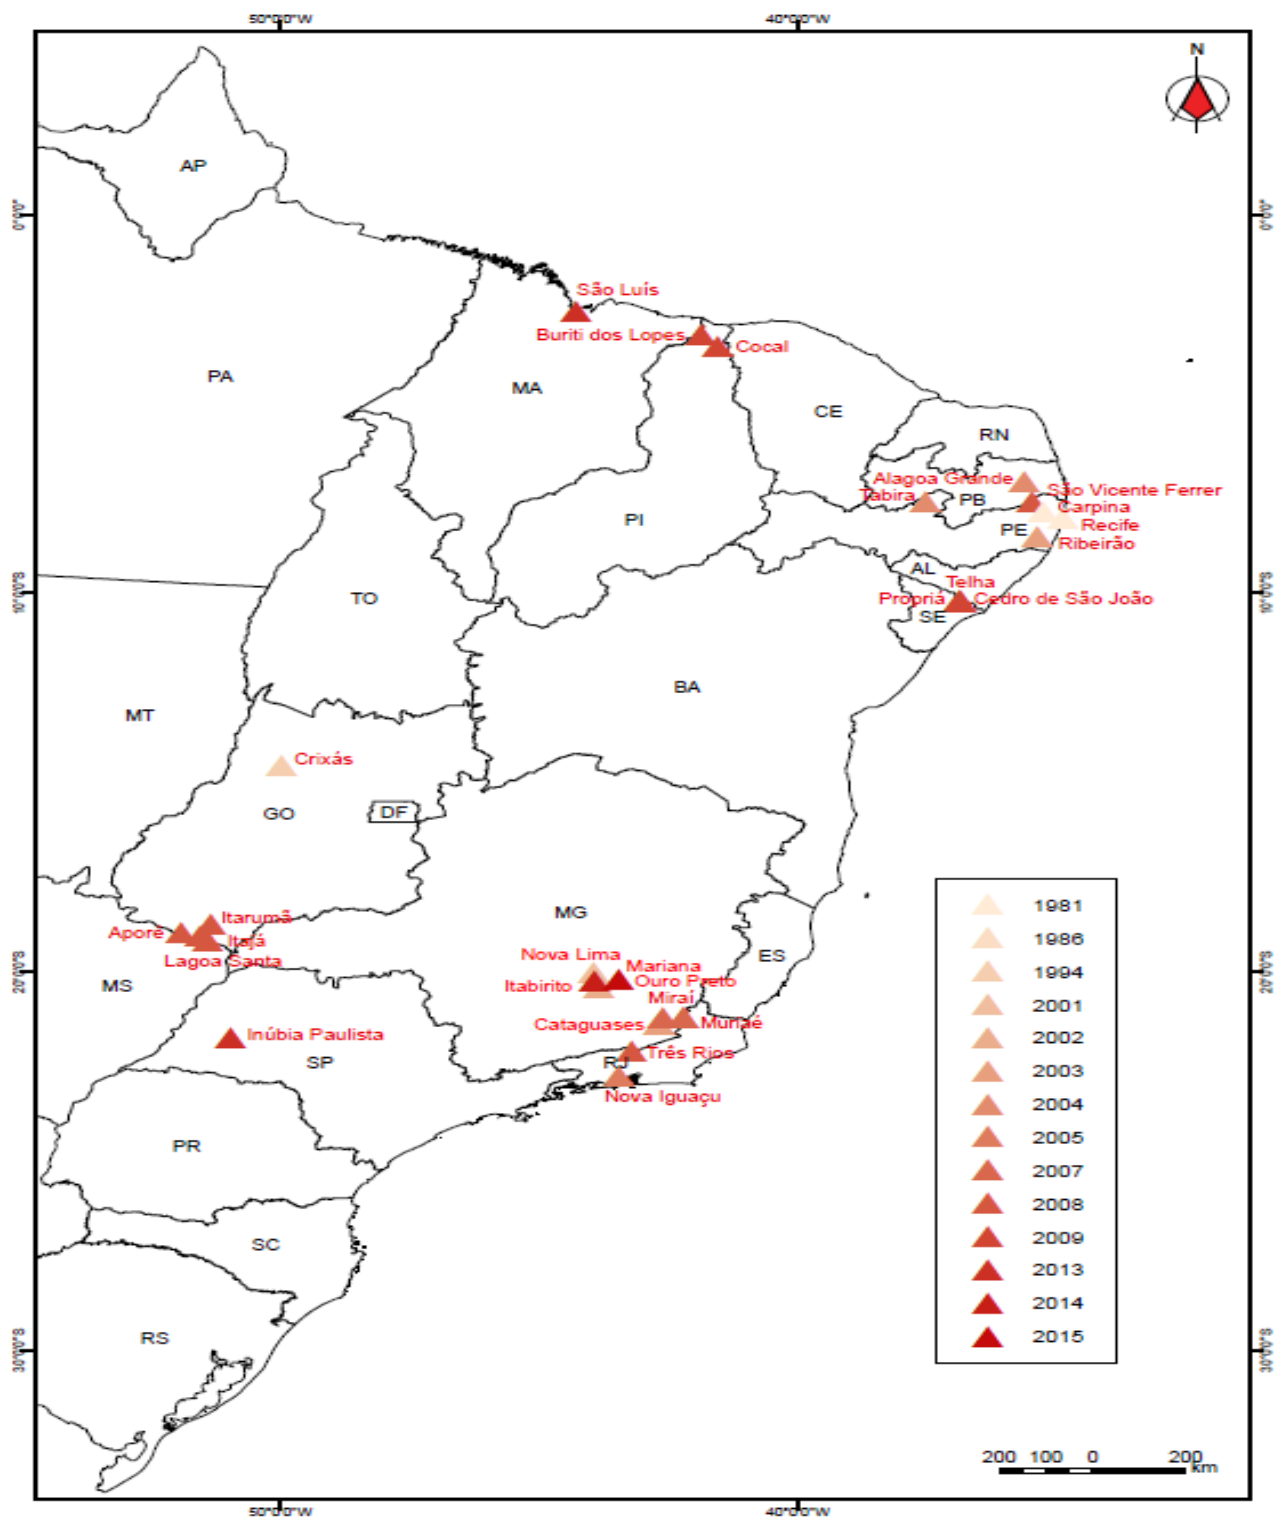 50°0'0"W
40°0'0"W
N
AP
0°0'0"
0°0'0"
São Luís
Buriti dos Lopes
Cocal
PA
MA
CE
RN
Alagoa Grande
São Vicente Ferrer
Tabira
PB
Carpina
PI
PE
Recife
Ribeirão
AL
Telha
10°0'0"S
TO
Propriá
Cedro de São João
10°0'0"S
SE
BA
MT
Crixás
GO
DF
1981
MG
Itarumã
Aporé
Itajá
1986
Nova Lima
ES
Lagoa Santa
Mariana
20°0'0"S
1994
20°0'0"S
MS
Itabirito
Ouro Preto
Miraí
2001
Cataguases
Muriaé
Inúbia Paulista
2002
SP
Três Rios
RJ
2003
Nova Iguaçu
2004
PR
2005
2007
2008
SC
2009
2013
2014
RS
2015
30°0'0"S
30°0'0"S
200 100 0 200
km
50°0'0"W
40°0'0"W